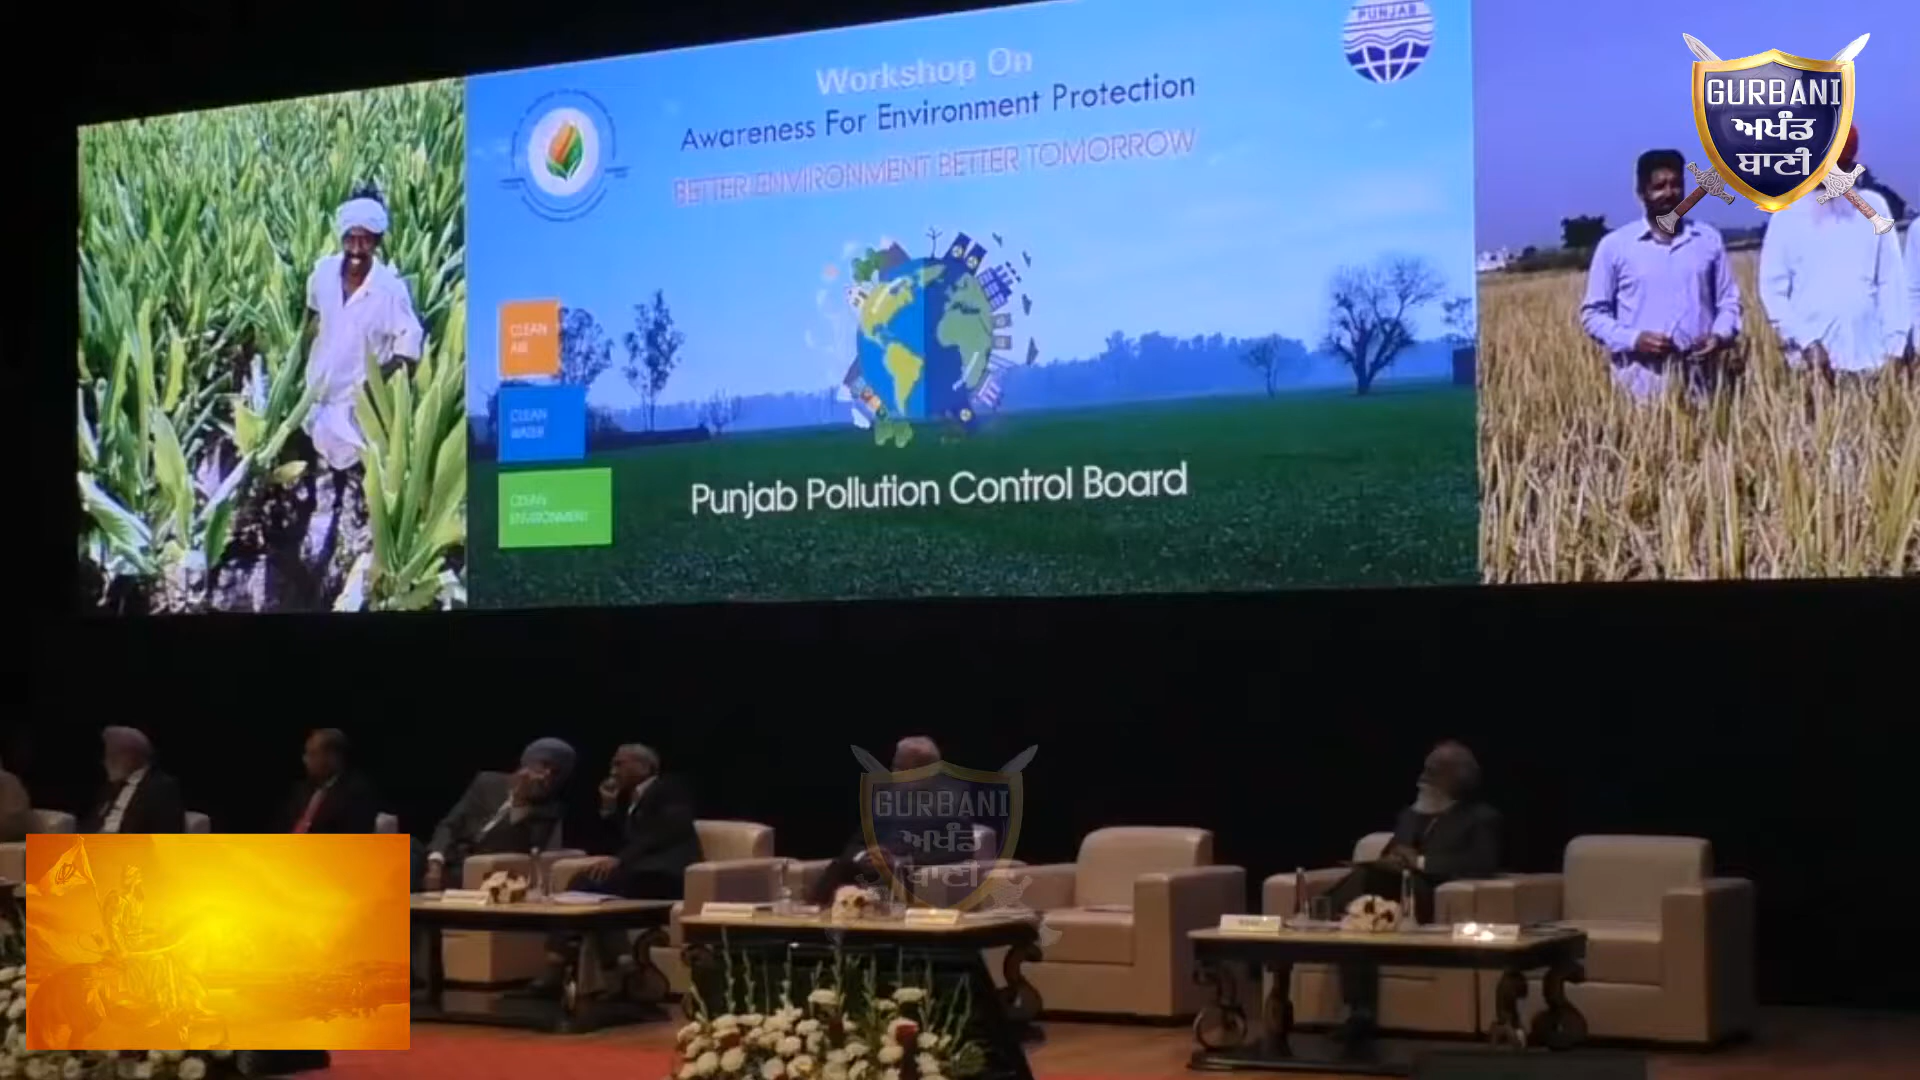 Workshop On
Awareness For Environment Protection
BETTER ENVIRONMENT BETTER TOMORROW
PUNJAB
CLEAN
AIR
CLEAN
WATER
CLEAN
ENVIRONMENT
Punjab Pollution Control Board
GURBANI
ਅਖੰਡ
ਬਾਣੀ
GURBANI
ਅਖੰਡ
ਬਾਣੀ